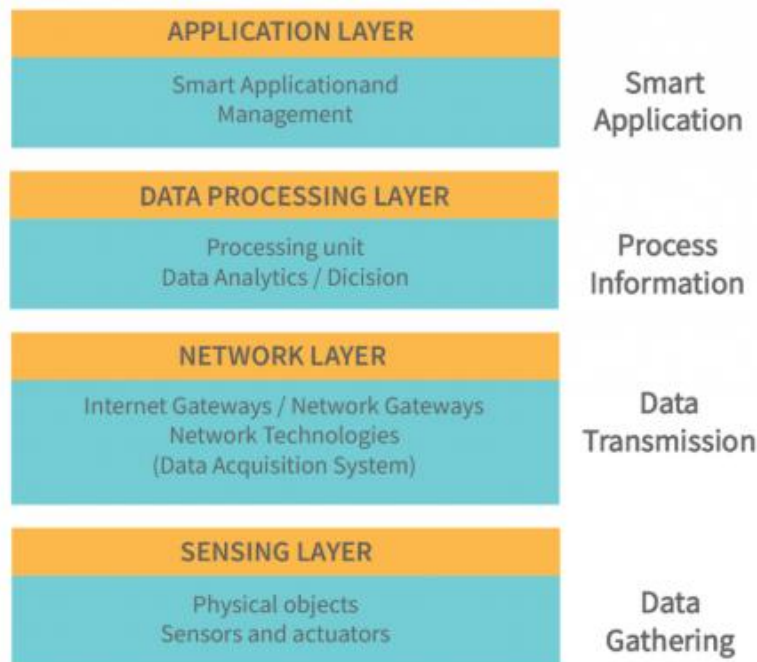 APPLICATION LAYER
Smart Applicationand
Management
Smart
Application
DATA PROCESSING LAYER
Processing unit
Data Analytics / Dicision
Process
Information
NETWORK LAYER
Internet Gateways / Network Gateways
Network Technologies
(Data Acquisition System)
Data
Transmission
SENSING LAYER
Physical objects
Sensors and actuators
Data
Gathering